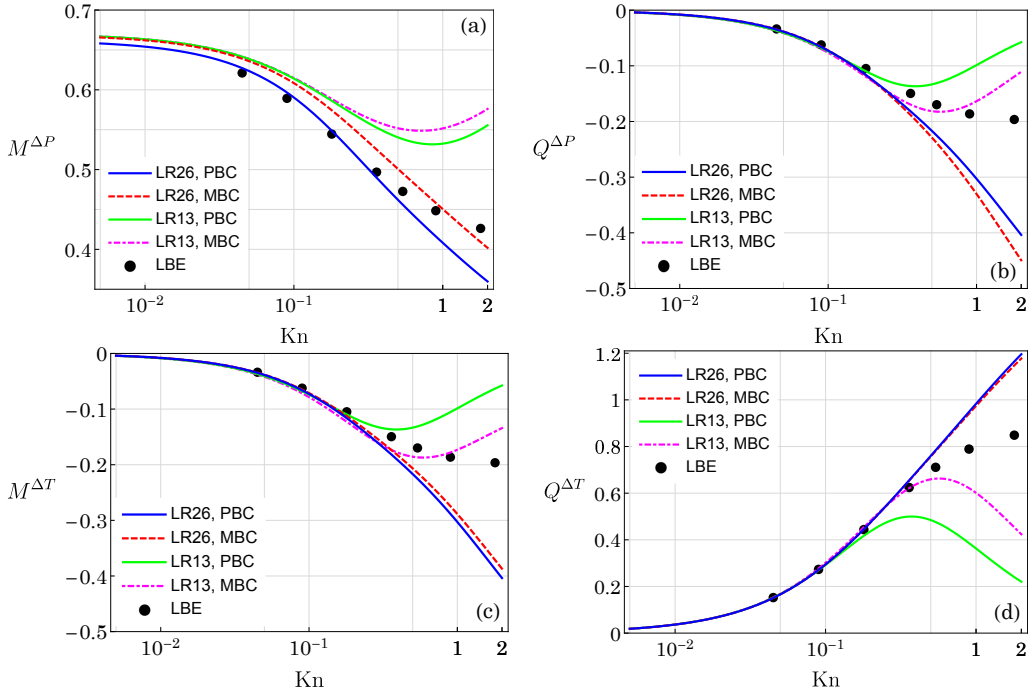 0.7
0.6
0.5
0.4
M^{ΔP}
(a)
LR26, PBC
LR26, MBC
LR13, PBC
LR13, MBC
LBE
10^{-2}
10^{-1}
1
2
Kn
0
−0.1
−0.2
−0.3
−0.4
−0.5
Q^{ΔP}
LR26, PBC
LR26, MBC
LR13, PBC
LR13, MBC
LBE
(b)
10^{-2}
10^{-1}
1
2
Kn
0
−0.1
−0.2
−0.3
−0.4
−0.5
M^{ΔT}
LR26, PBC
LR26, MBC
LR13, PBC
LR13, MBC
LBE
(c)
10^{-2}
10^{-1}
1
2
Kn
1.2
1
0.8
0.6
0.4
0.2
0
Q^{ΔT}
LR26, PBC
LR26, MBC
LR13, PBC
LR13, MBC
LBE
(d)
10^{-2}
10^{-1}
1
2
Kn